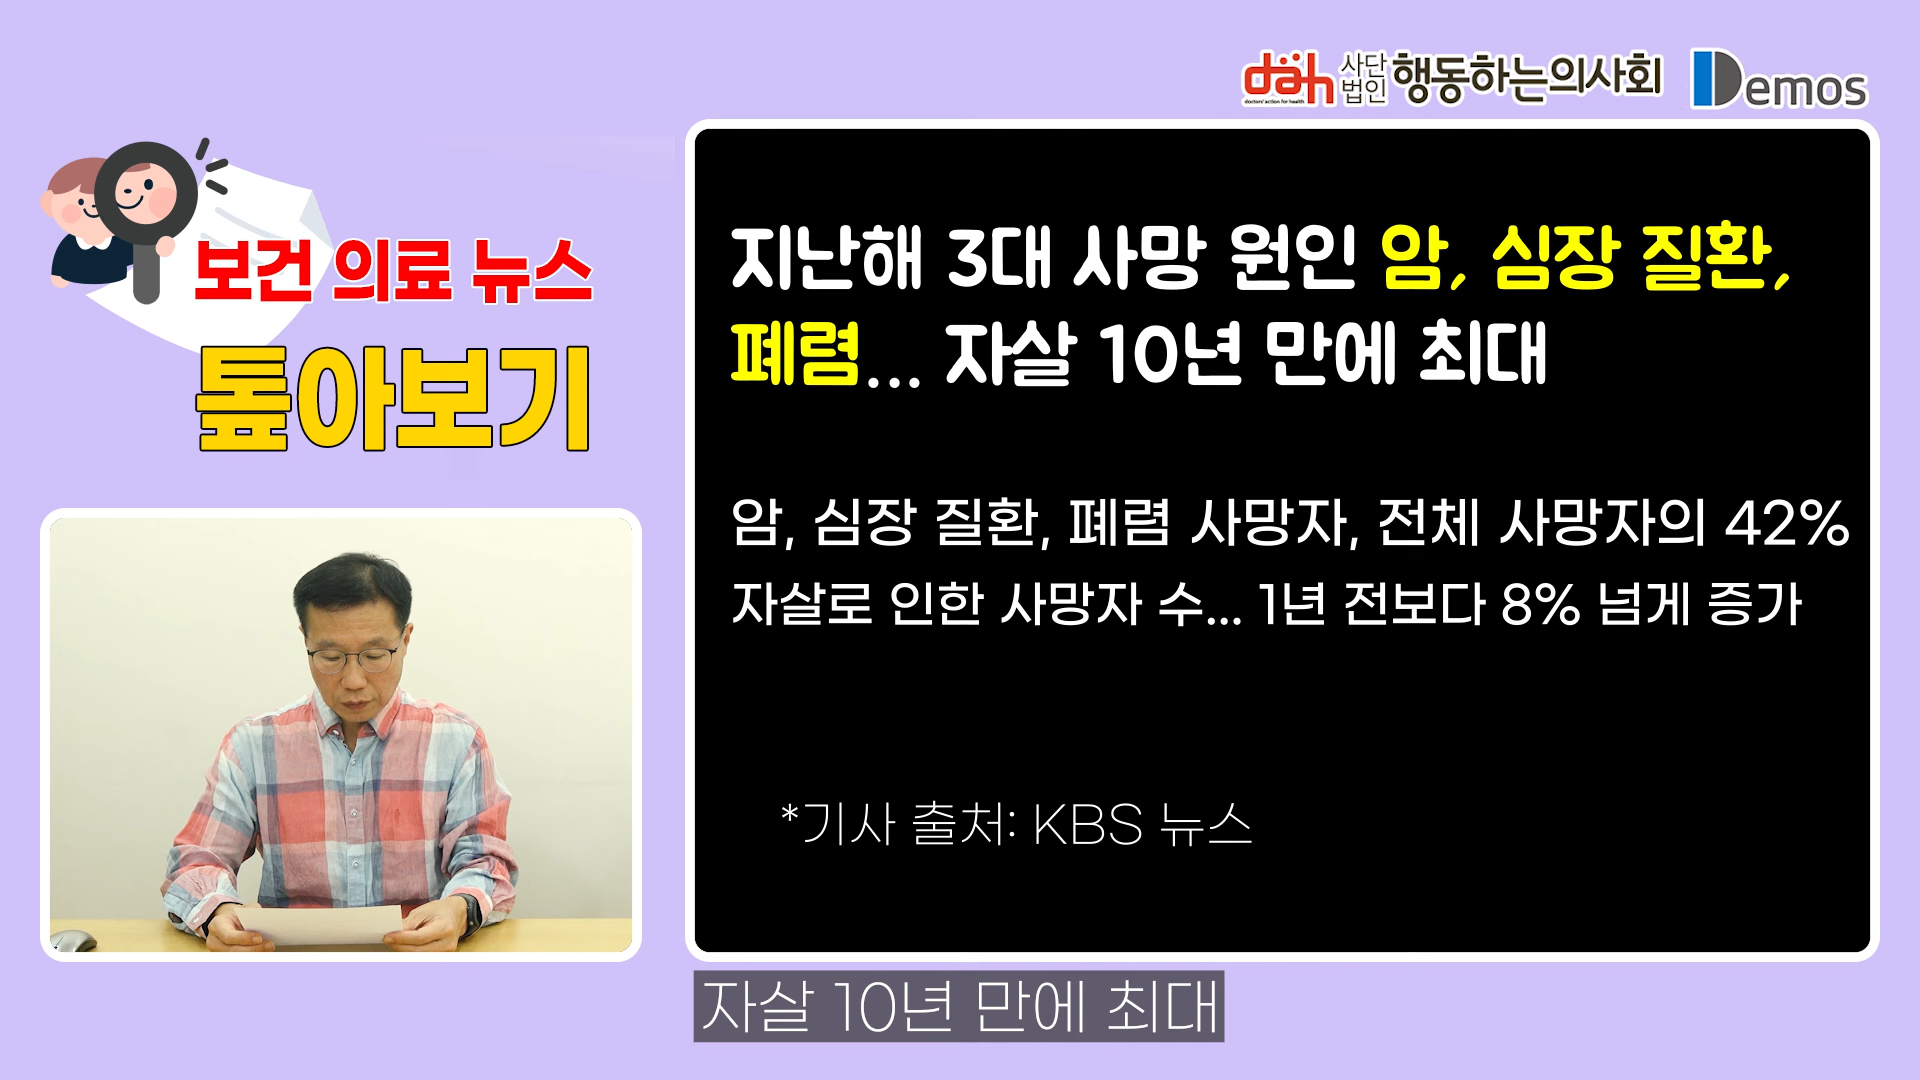 däh
doctors' action for health
사단
법인
행동하는의사회
Demos
보건 의료 뉴스
톺아보기
지난해 3대 사망 원인 암, 심장 질환,
폐렴... 자살 10년 만에 최대
암, 심장 질환, 폐렴 사망자, 전체 사망자의 42%
자살로 인한 사망자 수... 1년 전보다 8% 넘게 증가
*기사 출처: KBS 뉴스
자살 10년 만에 최대